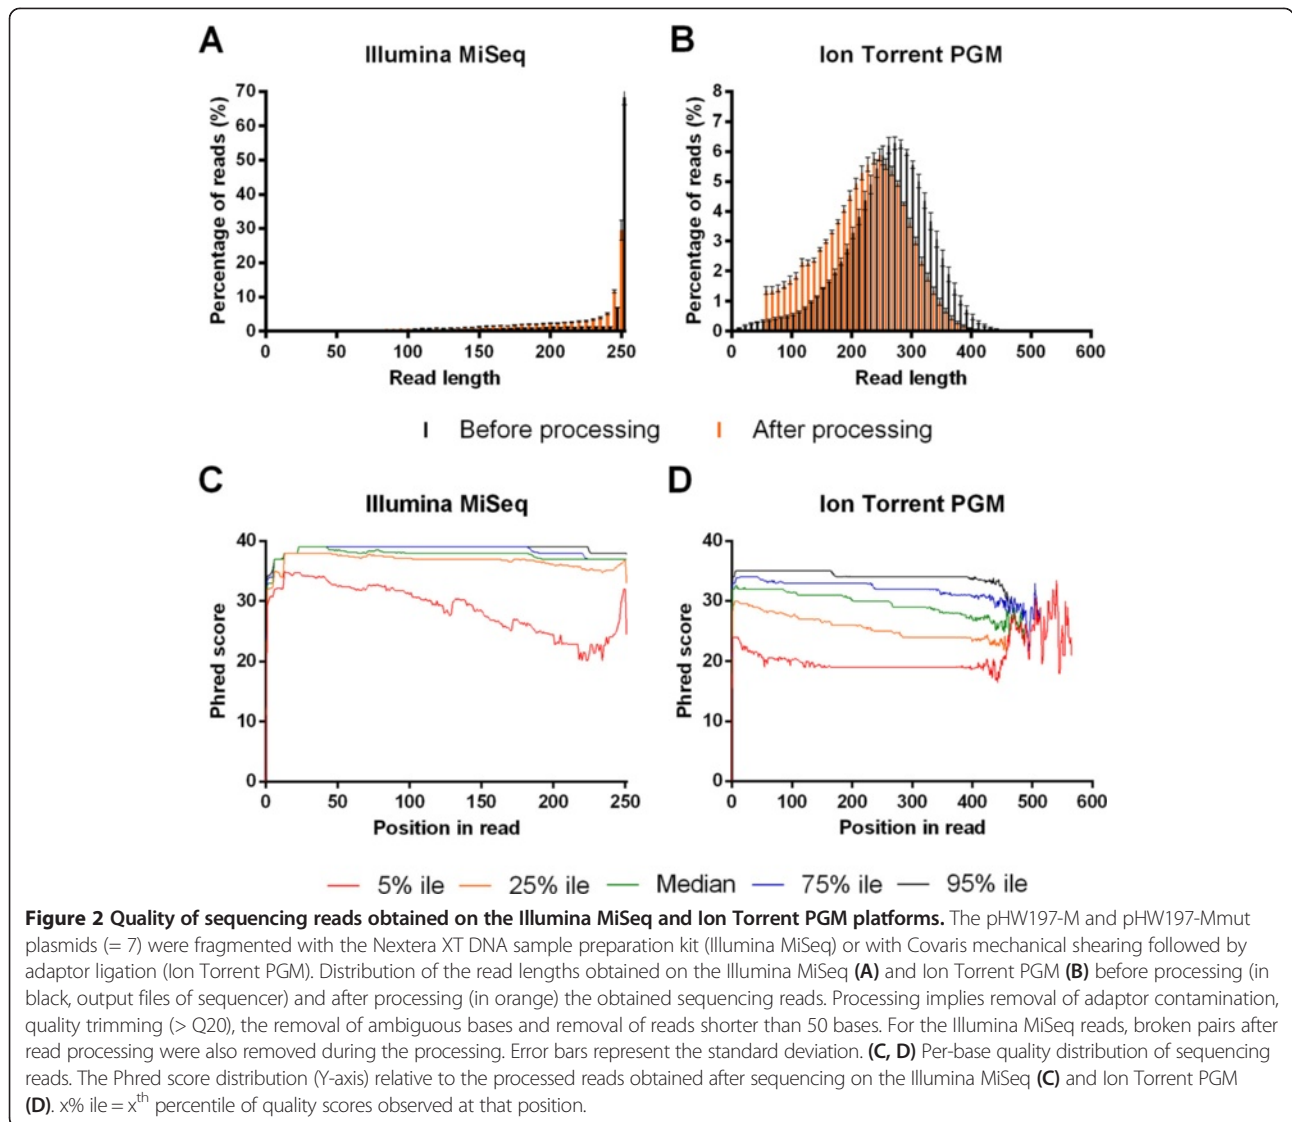 A
Illumina MiSeq
Percentage of reads (%)
70
60
50
40
30
20
10
0
0 50 100 150 200 250
Read length
B
Ion Torrent PGM
Percentage of reads (%)
8
7
6
5
4
3
2
1
0
0 100 200 300 400 500 600
Read length
Before processing After processing
C
Illumina MiSeq
Phred score
40
30
20
10
0
0 50 100 150 200 250
Position in read
D
Ion Torrent PGM
Phred score
40
30
20
10
0
0 100 200 300 400 500 600
Position in read
5% ile 25% ile Median 75% ile 95% ile
Figure 2 Quality of sequencing reads obtained on the Illumina MiSeq and Ion Torrent PGM platforms. The pHW197-M and pHW197-Mmut
plasmids (= 7) were fragmented with the Nextera XT DNA sample preparation kit (Illumina MiSeq) or with Covaris mechanical shearing followed by
adaptor ligation (Ion Torrent PGM). Distribution of the read lengths obtained on the Illumina MiSeq (A) and Ion Torrent PGM (B) before processing (in
black, output files of sequencer) and after processing (in orange) the obtained sequencing reads. Processing implies removal of adaptor contamination,
quality trimming (> Q20), the removal of ambiguous bases and removal of reads shorter than 50 bases. For the Illumina MiSeq reads, broken pairs after
read processing were also removed during the processing. Error bars represent the standard deviation. (C, D) Per-base quality distribution of sequencing
reads. The Phred score distribution (Y-axis) relative to the processed reads obtained after sequencing on the Illumina MiSeq (C) and Ion Torrent PGM
(D). x% ile = xth percentile of quality scores observed at that position.